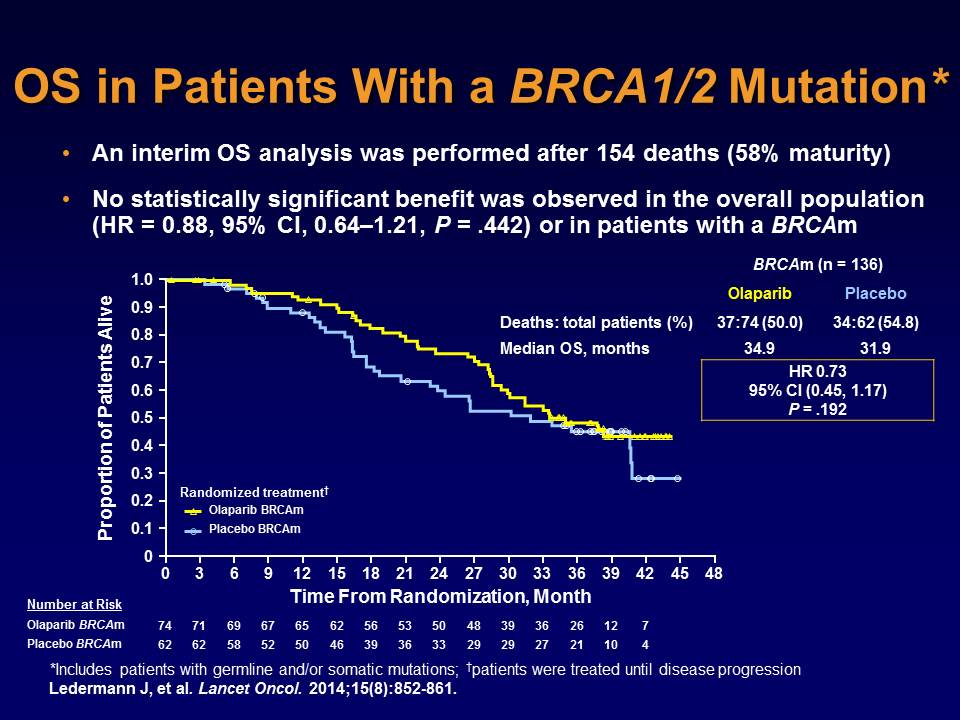 OS in Patients With a BRCA1/2 Mutation*
• An interim OS analysis was performed after 154 deaths (58% maturity)
• No statistically significant benefit was observed in the overall population
(HR = 0.88, 95% CI, 0.64–1.21, P = .442) or in patients with a BRCAm
BRCAm (n = 136)
Olaparib Placebo
Deaths: total patients (%) 37:74 (50.0) 34:62 (54.8)
Median OS, months 34.9 31.9
HR 0.73
95% CI (0.45, 1.17)
P = .192
Proportion of Patients Alive
1.0
0.9
0.8
0.7
0.6
0.5
0.4
0.3
0.2
0.1
0
Randomized treatment†
Olaparib BRCAm
Placebo BRCAm
0 3 6 9 12 15 18 21 24 27 30 33 36 39 42 45 48
Time From Randomization, Month
Number at Risk
Olaparib BRCAm 74 71 69 67 65 62 56 53 50 48 39 36 26 12 7
Placebo BRCAm 62 62 58 52 50 46 39 36 33 29 29 27 21 10 4
*Includes patients with germline and/or somatic mutations; †patients were treated until disease progression
Ledermann J, et al. Lancet Oncol. 2014;15(8):852-861.